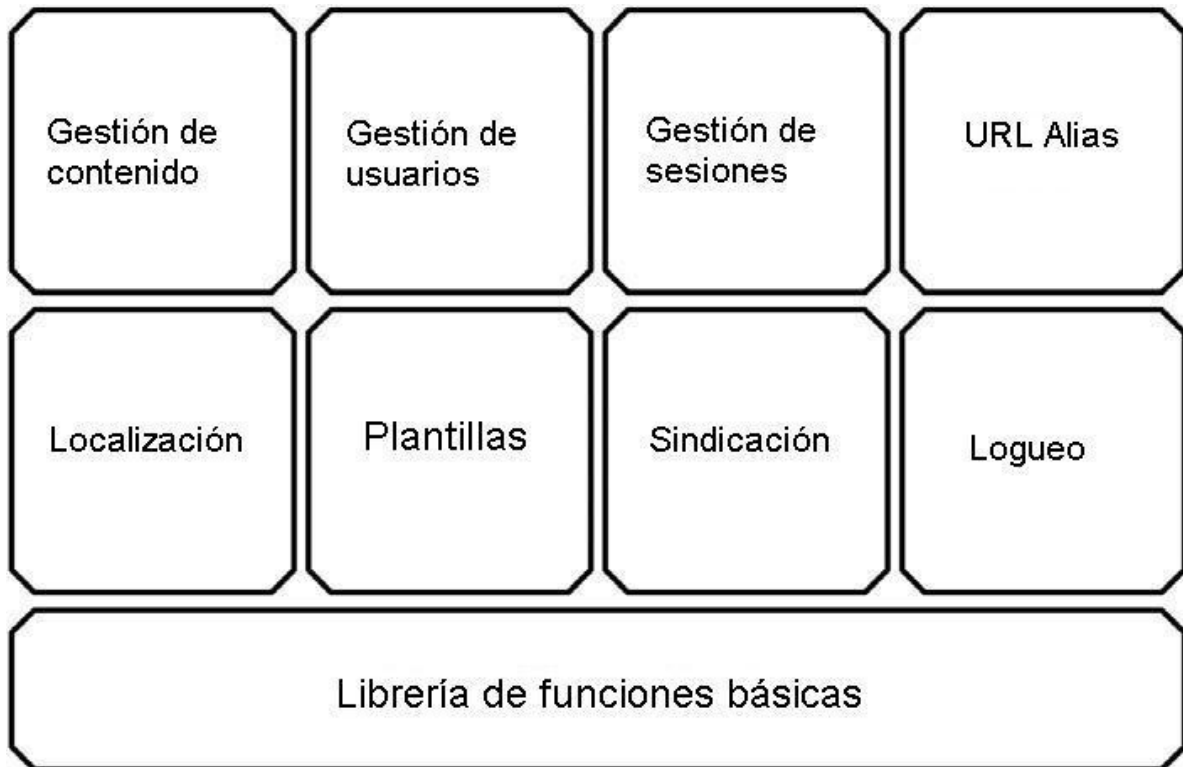 Gestión de
contenido
Gestión de
usuarios
Gestión de
sesiones
URL Alias
Localización
Plantillas
Sindicación
Logueo
Librería de funciones básicas